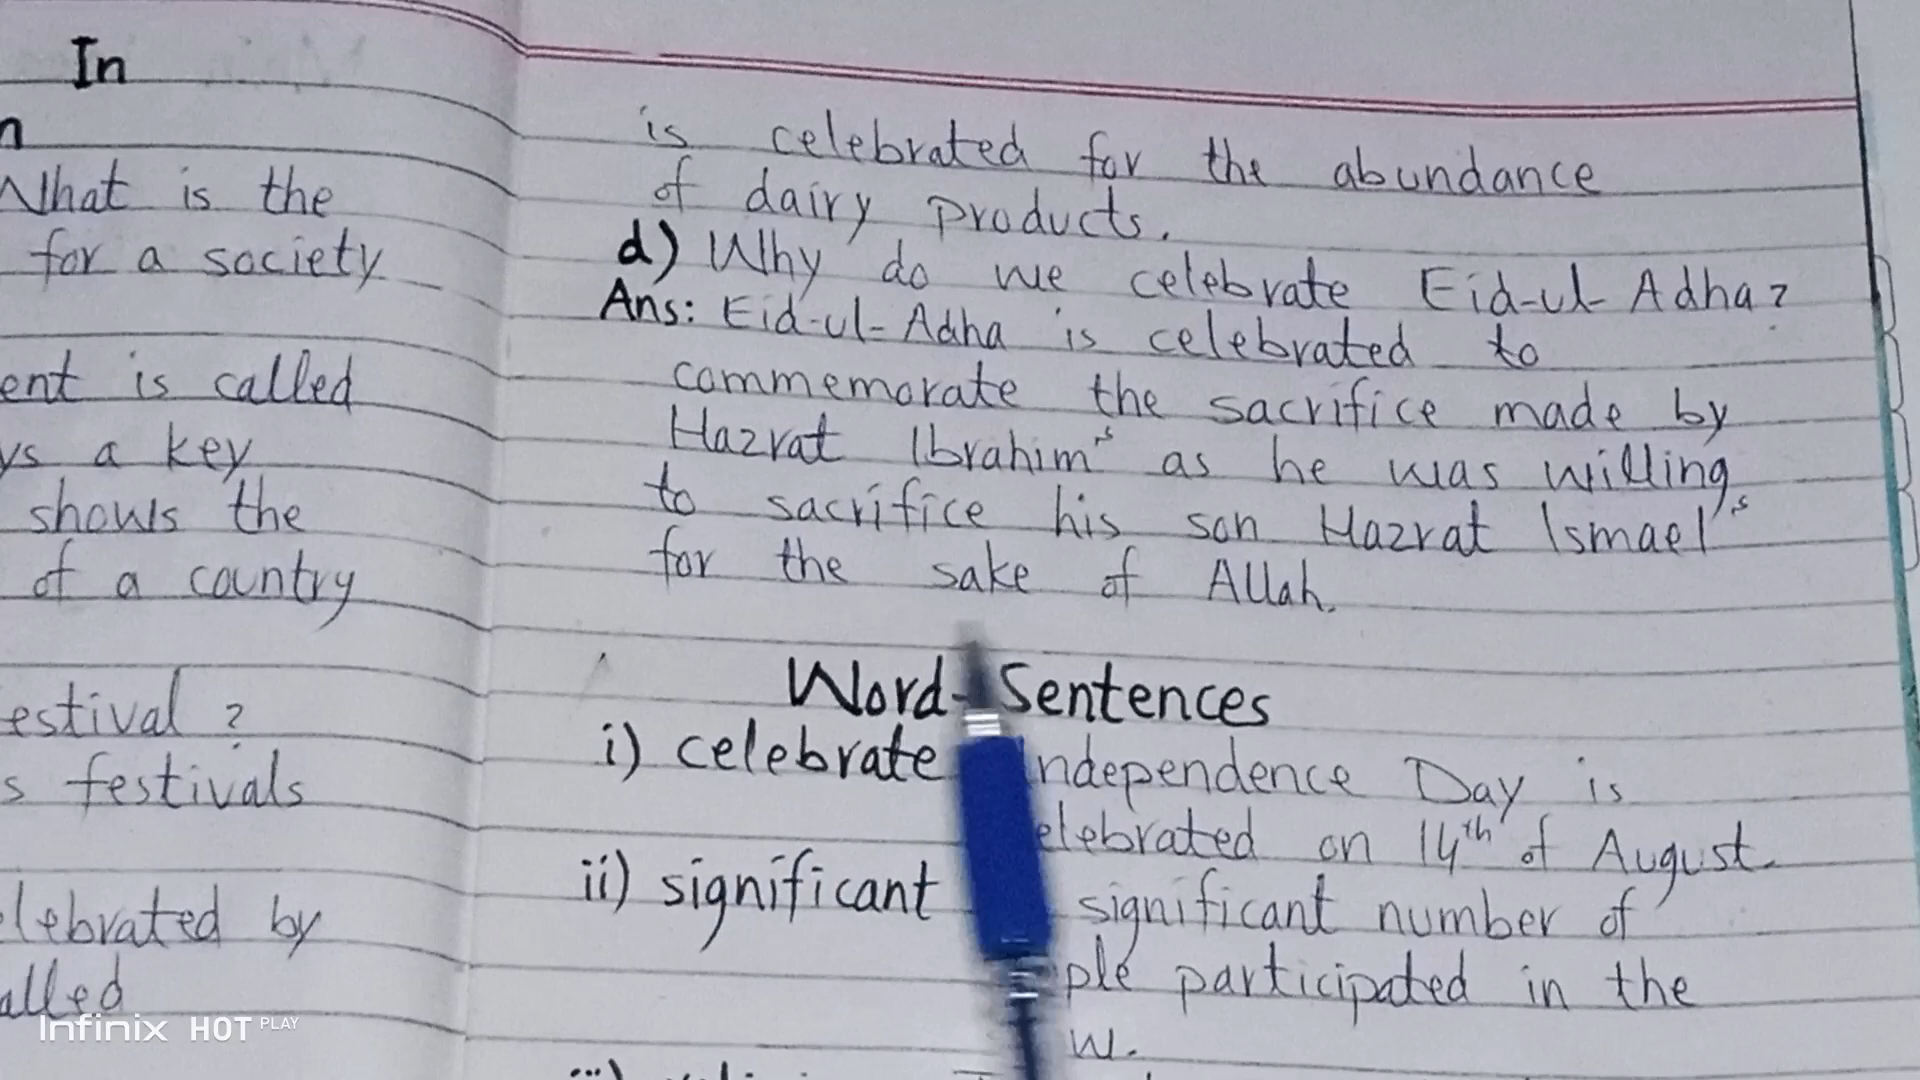 In
What is the
for a society
ent is called
ys a key
shows the
of a country
estival?
s festivals
lebrated by
alled
is celebrated for the abundance
of dairy products.
d) Why do we celebrate Eid-ul-Adha?
Ans: Eid-ul-Adha is celebrated to
commemorate the sacrifice made by
Hazrat Ibrahim as he was willing
to sacrifice his son Hazrat Ismael
for the sake of Allah.
Word-Sentences
i) celebrate ndependence Day is
elebrated on 14th of August.
ii) significant significant number of
ple participated in the
w.
Infinix HOT PLAY